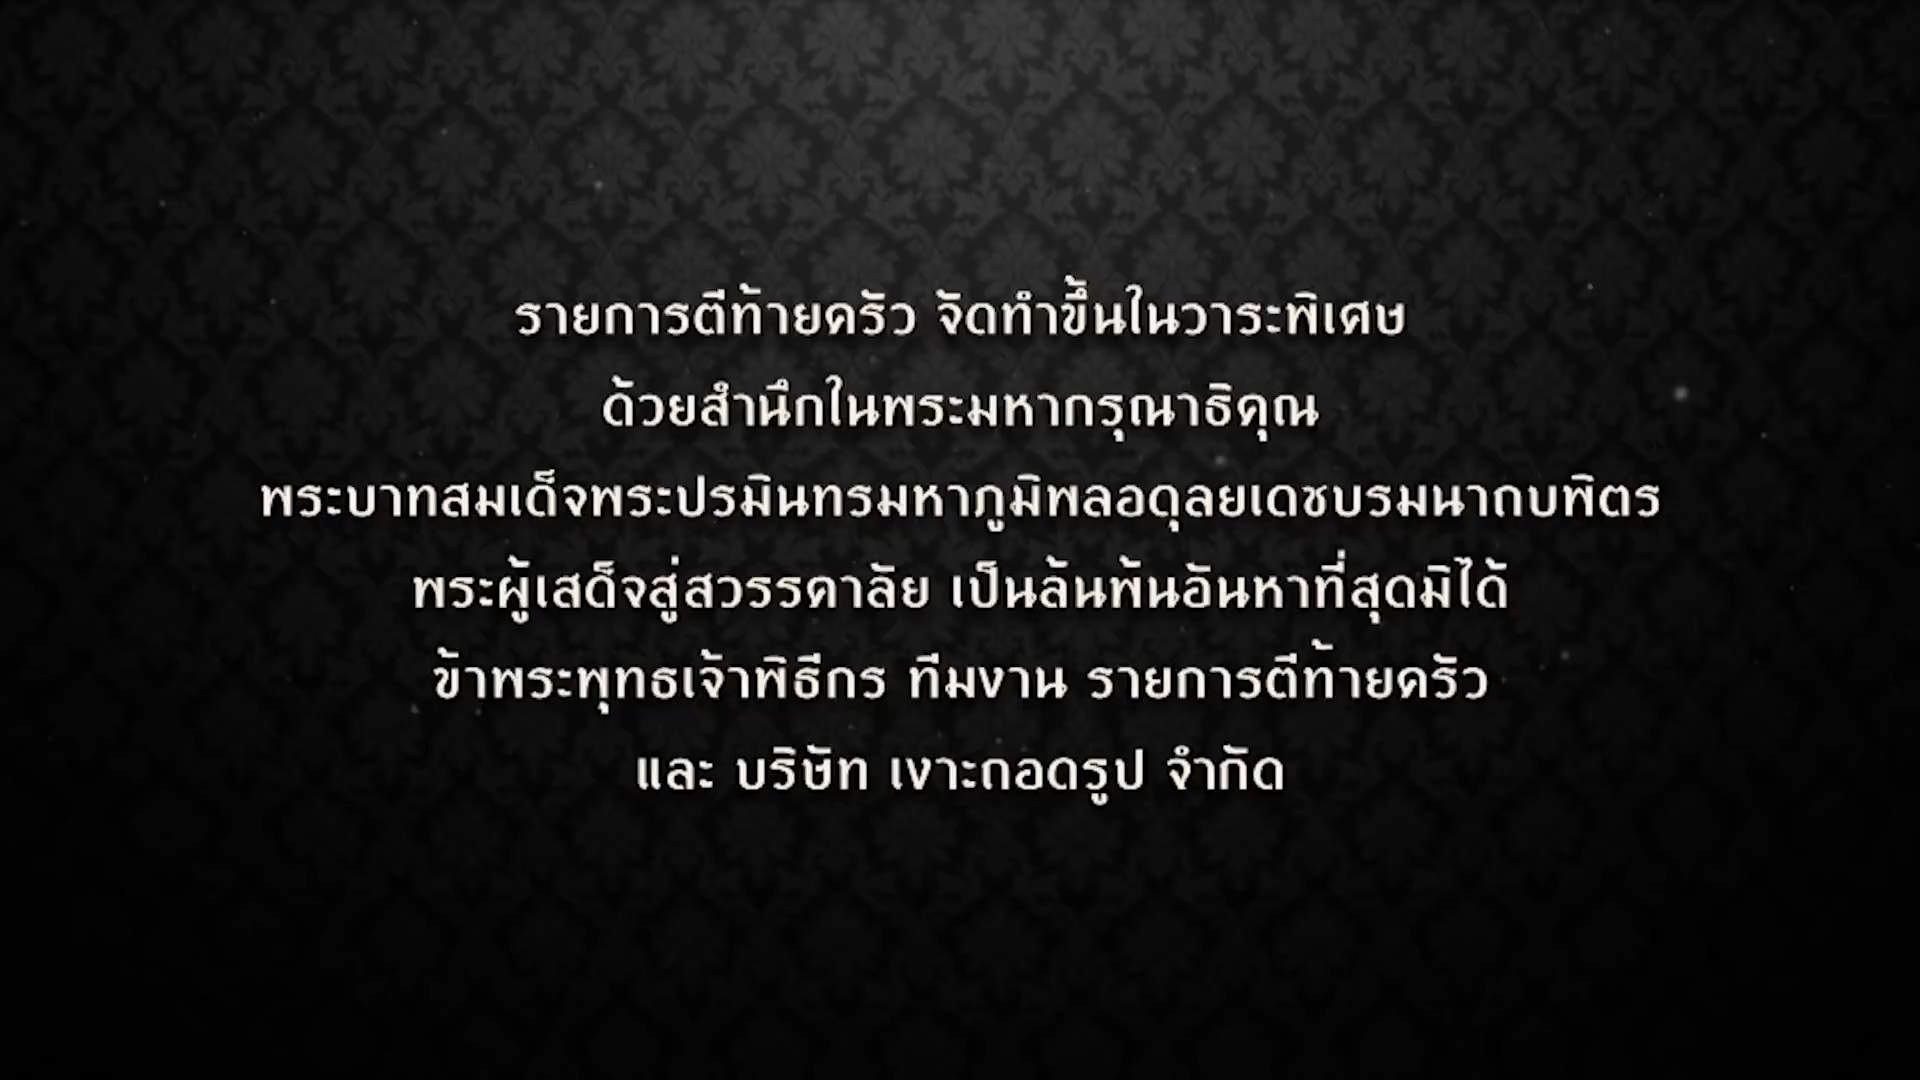 รายการตีท้ายครัว จัดทำขึ้นในวาระพิเศษ
ด้วยสำนึกในพระมหากรุณาธิคุณ
พระบาทสมเด็จพระปรมินทรมหาภูมิพลอดุลยเดชบรมนาถบพิตร
พระผู้เสด็จสู่สวรรคาลัย เป็นล้นพ้นอันหาที่สุดมิได้
ข้าพระพุทธเจ้าพิธีกร ทีมงาน รายการตีท้ายครัว
และ บริษัท เงาะถอดรูป จำกัด